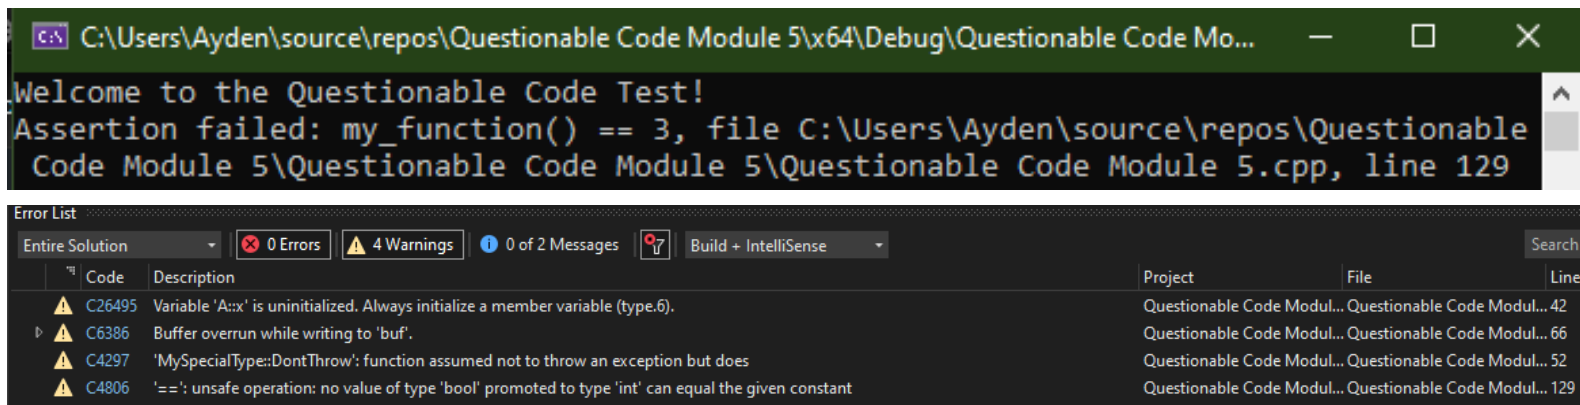 C:\Users\Ayden\source\repos\Questionable Code Module 5\x64\Debug\Questionable Code Mo...
Welcome to the Questionable Code Test!
Assertion failed: my_function() == 3, file C:\Users\Ayden\source\repos\Questionable
Code Module 5\Questionable Code Module 5\Questionable Code Module 5.cpp, line 129
Error List
Entire Solution 0 Errors 4 Warnings 0 of 2 Messages Build + IntelliSense Search
Code Description Project File Line
C26495 Variable 'A::x' is uninitialized. Always initialize a member variable (type.6). Questionable Code Modul... Questionable Code Modul... 42
C6386 Buffer overrun while writing to 'buf'. Questionable Code Modul... Questionable Code Modul... 66
C4297 'MySpecialType::DontThrow': function assumed not to throw an exception but does Questionable Code Modul... Questionable Code Modul... 52
C4806 '==': unsafe operation: no value of type 'bool' promoted to type 'int' can equal the given constant Questionable Code Modul... Questionable Code Modul... 129